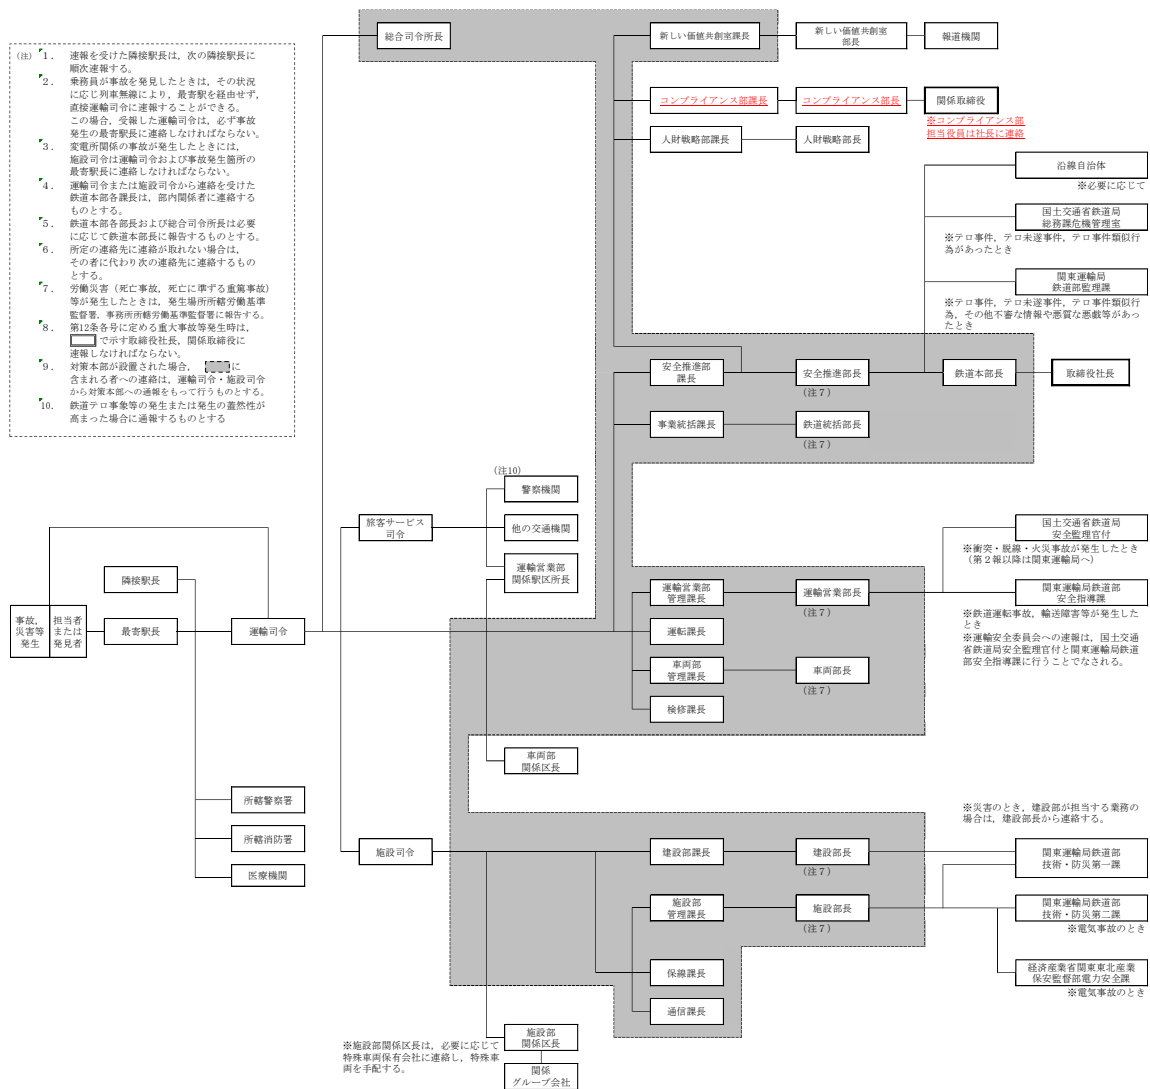 総合司令所長
新しい価値共創室課長
新しい価値共創室
部長
報道機関
(注)
1. 速報を受けた隣接駅長は，次の隣接駅長に
順次速報する。
2. 乗務員が事故を発見したときは，その状況
に応じ列車無線により，最寄駅を経由せず，
直接運輸司令に速報することができる。
この場合，受報した運輸司令は，必ず事故
発生の最寄駅長に連絡しなければならない。
3. 変電所関係の事故が発生したときには，
施設司令は運輸司令および事故発生箇所の
最寄駅長に連絡しなければならない。
4. 運輸司令または施設司令から連絡を受けた
鉄道本部各課長は，部内関係者に連絡する
ものとする。
5. 鉄道本部各部長および総合司令所長は必要
に応じて鉄道本部長に報告するものとする。
6. 所定の連絡先に連絡が取れない場合は，
その者に代わり次の連絡先に連絡するもの
とする。
7. 労働災害（死亡事故，死亡に準ずる重篤事故）
等が発生したときは，発生場所所轄労働基準
監督署，事務所所轄労働基準監督署に報告する。
8. 第12条各号に定める重大事故等発生時は，
で示す取締役社長，関係取締役に
速報しなければならない。
9. 対策本部が設置された場合， に
含まれる者への連絡は，運輸司令・施設司令
から対策本部への通報をもって行うものとする。
10. 鉄道テロ事象等の発生または発生の蓋然性が
高まった場合に通報するものとする
コンプライアンス部課長
コンプライアンス部長
関係取締役
※コンプライアンス部
担当役員は社長に連絡
人財戦略部課長
人財戦略部長
沿線自治体
※必要に応じて
国土交通省鉄道局
総務課危機管理室
※テロ事件，テロ未遂事件，テロ事件類似行
為があったとき
関東運輸局
鉄道部監理課
※テロ事件，テロ未遂事件，テロ事件類似行
為，その他不審な情報や悪質な悪戯等があっ
たとき
安全推進部
課長
安全推進部長
(注７)
鉄道本部長
取締役社長
事業統括課長
鉄道統括部長
(注７)
(注10)
警察機関
旅客サービス
司令
他の交通機関
運輸営業部
関係駅区所長
国土交通省鉄道局
安全監理官付
※衝突・脱線・火災事故が発生したとき
（第２報以降は関東運輸局へ）
隣接駅長
運輸営業部
管理課長
運輸営業部長
(注７)
関東運輸局鉄道部
安全指導課
※鉄道運転事故，輸送障害等が発生した
とき
※運輸安全委員会への速報は，国土交通
省鉄道局安全監理官付と関東運輸局鉄道
部安全指導課に行うことでなされる。
事故，
災害等
発生
担当者
または
発見者
最寄駅長
運輸司令
運転課長
車両部
管理課長
車両部長
(注７)
検修課長
車両部
関係区長
所轄警察署
所轄消防署
医療機関
※災害のとき，建設部が担当する業務の
場合は，建設部長から連絡する。
施設司令
建設部課長
建設部長
(注７)
関東運輸局鉄道部
技術・防災第一課
施設部
管理課長
施設部長
(注７)
関東運輸局鉄道部
技術・防災第二課
※電気事故のとき
保線課長
経済産業省関東東北産業
保安監督部電力安全課
※電気事故のとき
通信課長
※施設部関係区長は，必要に応じて
特殊車両保有会社に連絡し，特殊車
両を手配する。
施設部
関係区長
関係
グループ会社